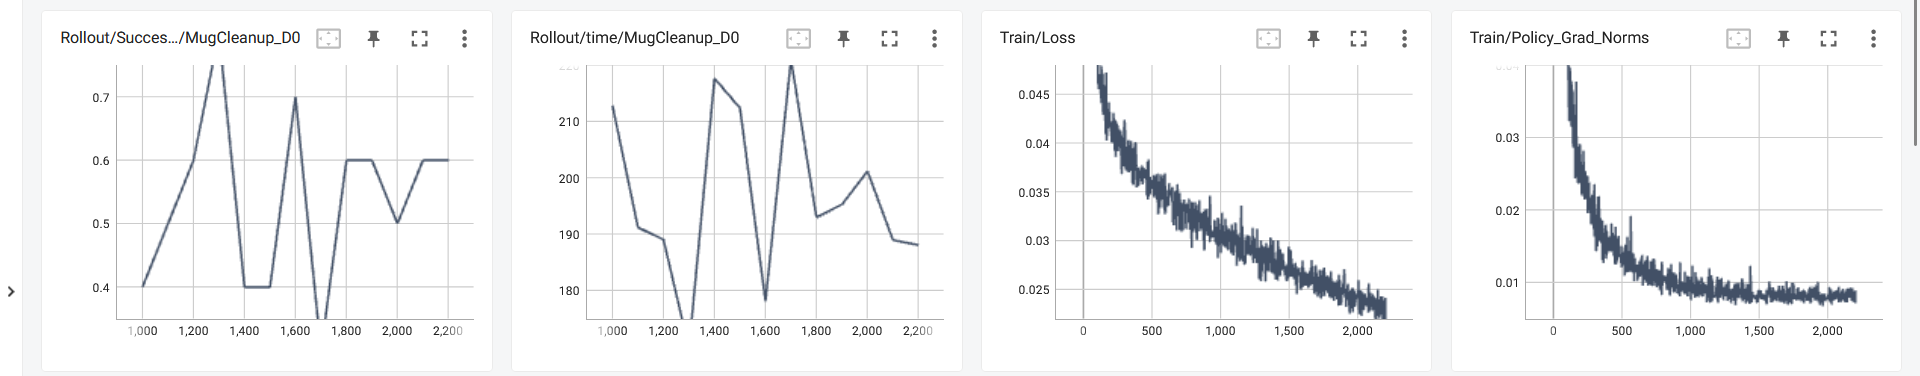 Rollout/Succes…/MugCleanup_D0
0.7
0.6
0.5
0.4
1,000 1,200 1,400 1,600 1,800 2,000 2,200
Rollout/time/MugCleanup_D0
220
210
200
190
180
1,000 1,200 1,400 1,600 1,800 2,000 2,200
Train/Loss
0.045
0.04
0.035
0.03
0.025
0 500 1,000 1,500 2,000
Train/Policy_Grad_Norms
0.04
0.03
0.02
0.01
0 500 1,000 1,500 2,000